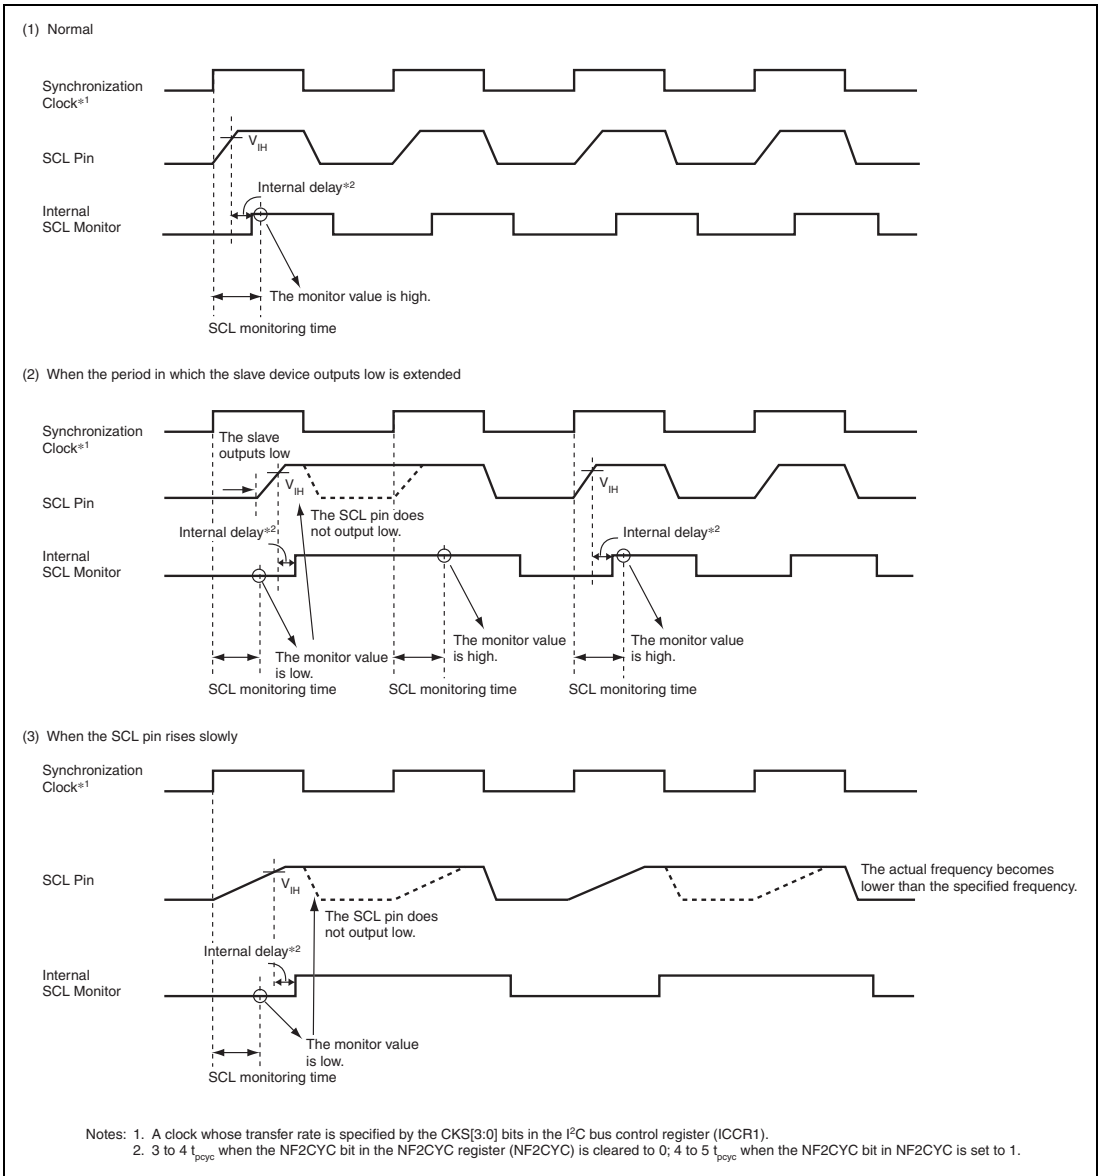 (1) Normal
Synchronization
Clock*1
SCL Pin
VIH
Internal delay*2
Internal
SCL Monitor
The monitor value is high.
SCL monitoring time
(2) When the period in which the slave device outputs low is extended
Synchronization
Clock*1
The slave
outputs low
SCL Pin
VIH
VIH
The SCL pin does
not output low.
Internal delay*2
Internal delay*2
Internal
SCL Monitor
The monitor value
is low.
The monitor value
is high.
The monitor value
is high.
SCL monitoring time
SCL monitoring time
SCL monitoring time
(3) When the SCL pin rises slowly
Synchronization
Clock*1
SCL Pin
VIH
The actual frequency becomes
lower than the specified frequency.
The SCL pin does
not output low.
Internal delay*2
Internal
SCL Monitor
The monitor value
is low.
SCL monitoring time
Notes: 1. A clock whose transfer rate is specified by the CKS[3:0] bits in the I2C bus control register (ICCR1).
2. 3 to 4 tpcyc when the NF2CYC bit in the NF2CYC register (NF2CYC) is cleared to 0; 4 to 5 tpcyc when the NF2CYC bit in NF2CYC is set to 1.